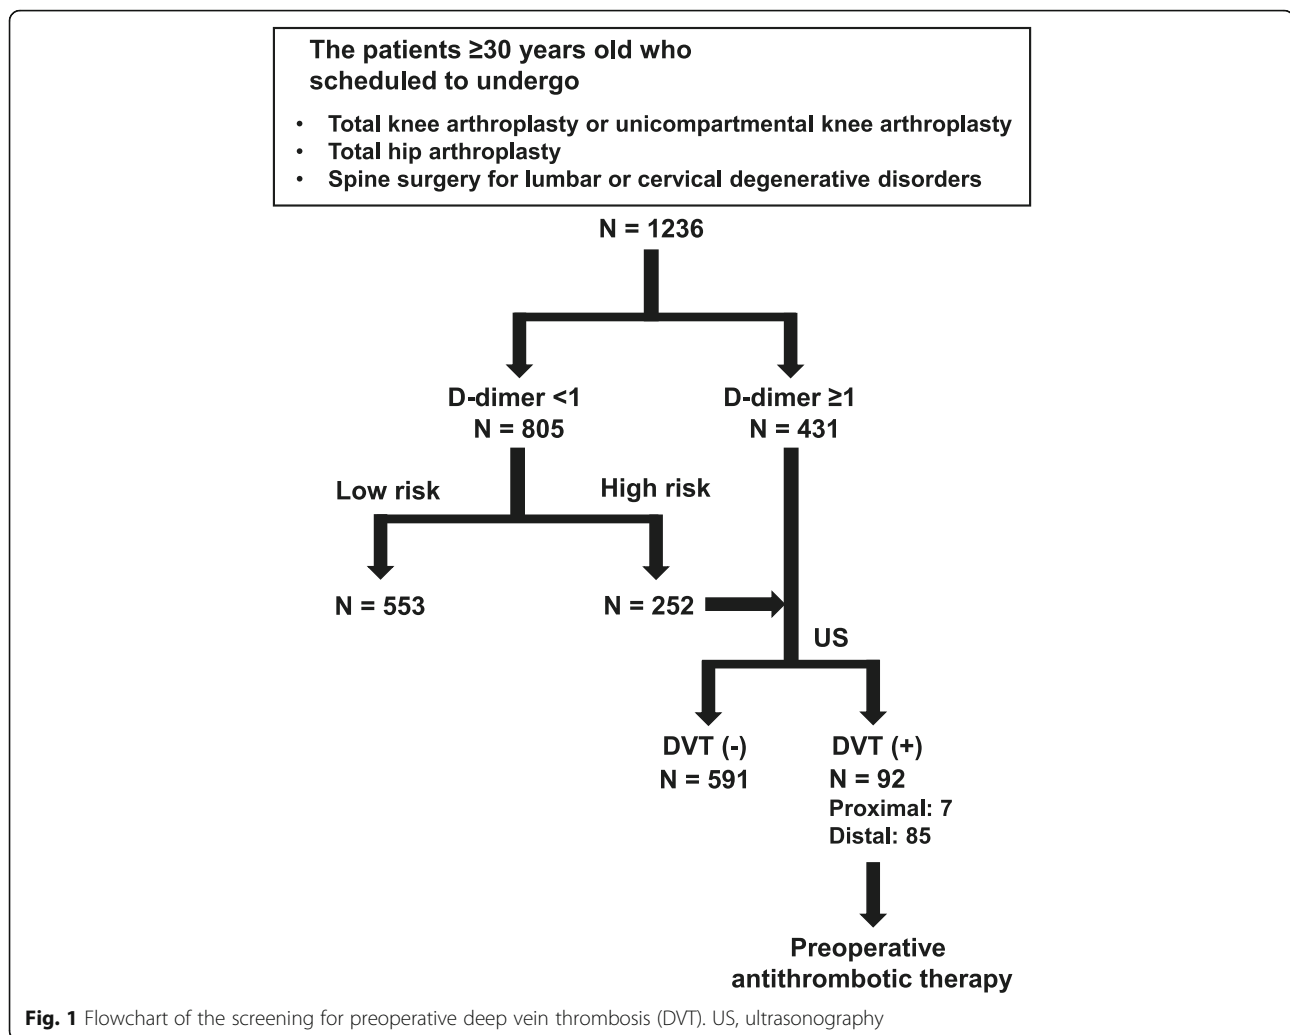 The patients ≥30 years old who
scheduled to undergo
• Total knee arthroplasty or unicompartmental knee arthroplasty
• Total hip arthroplasty
• Spine surgery for lumbar or cervical degenerative disorders
N = 1236
D-dimer <1
N = 805
D-dimer ≥1
N = 431
Low risk
High risk
N = 553
N = 252
US
DVT (-)
N = 591
DVT (+)
N = 92
Proximal: 7
Distal: 85
Preoperative
antithrombotic therapy
Fig. 1 Flowchart of the screening for preoperative deep vein thrombosis (DVT). US, ultrasonography